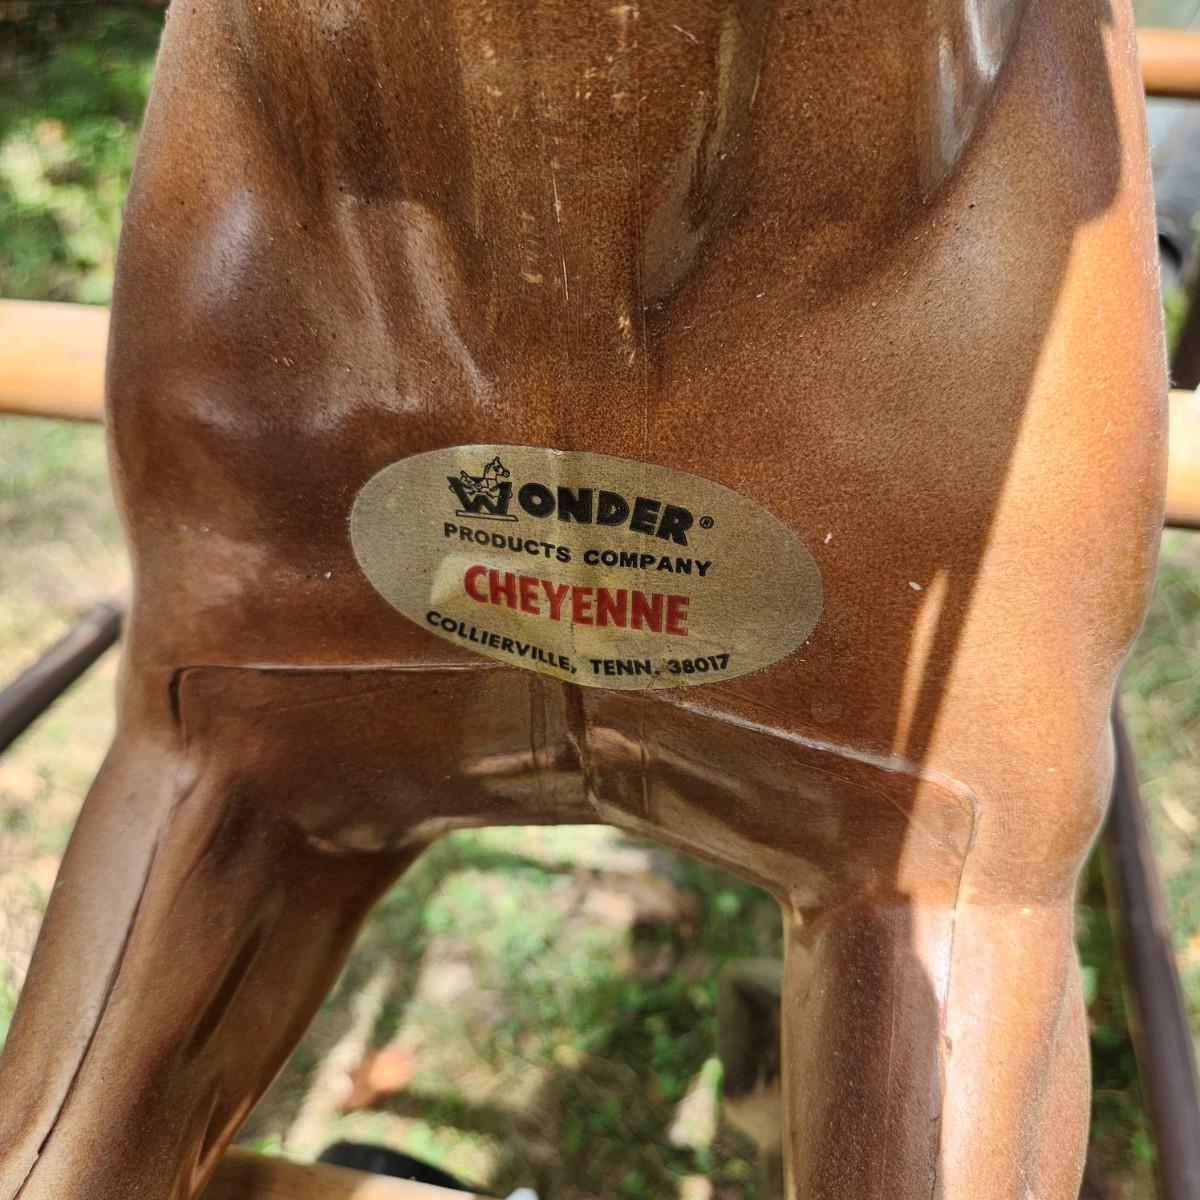 WONDER®
PRODUCTS COMPANY
CHEYENNE
COLLIERVILLE, TENN. 38017